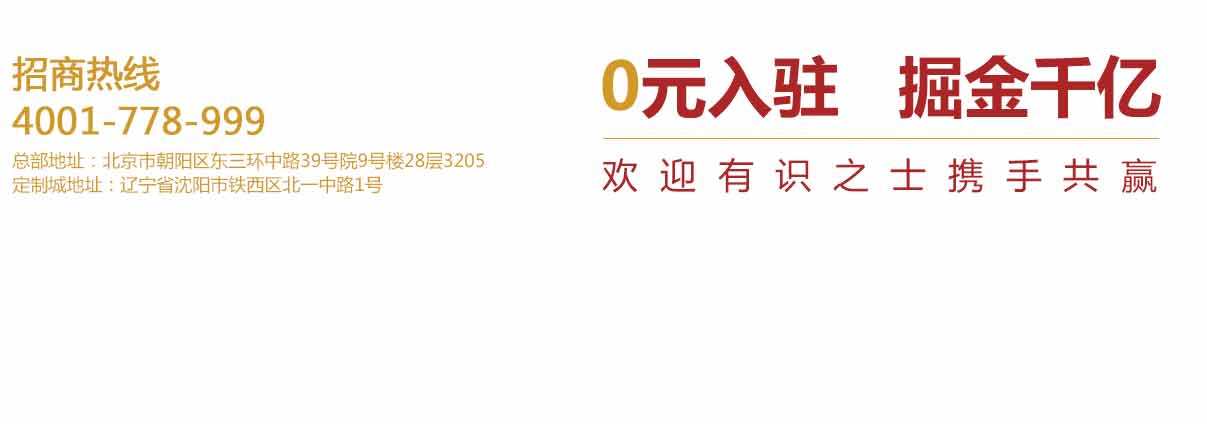 招商热线
4001-778-999
总部地址：北京市朝阳区东三环中路39号院9号楼28层3205
定制城地址：辽宁省沈阳市铁西区北一中路1号
0元入驻 掘金千亿
欢迎有识之士携手共赢